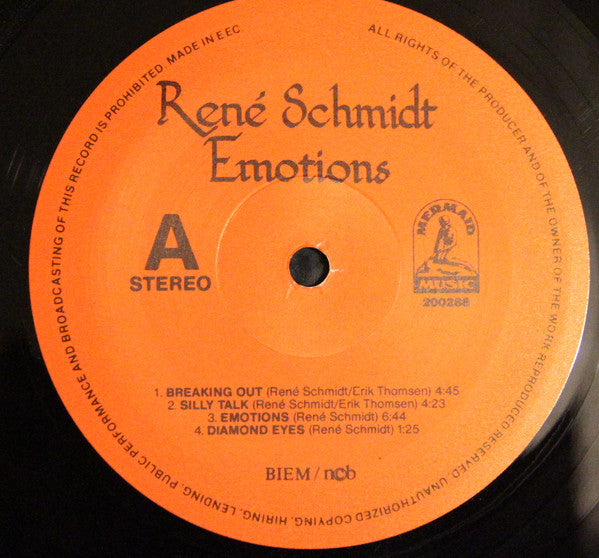 René Schmidt
Emotions
A
STEREO
MERMAID
MUSIC
200288
1. BREAKING OUT (René Schmidt/Erik Thomsen) 4:45
2. SILLY TALK (René Schmidt/Erik Thomsen) 4:23
3. EMOTIONS (René Schmidt) 6:44
4. DIAMOND EYES (René Schmidt) 1:25
BIEM / ncb
ALL RIGHTS OF THE PRODUCER AND OF THE OWNER OF THE WORK REPRODUCED RESERVED. UNAUTHORIZED COPYING, HIRING, LENDING, PUBLIC PERFORMANCE AND BROADCASTING OF THIS RECORD IS PROHIBITED. MADE IN EEC